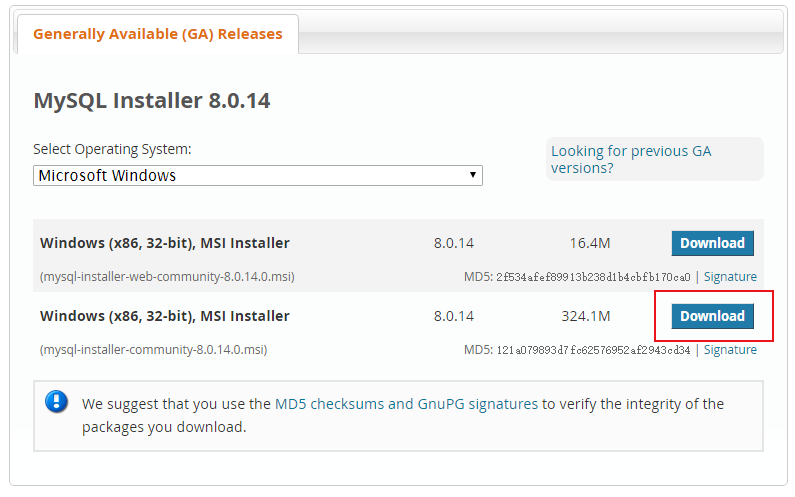 Generally Available (GA) Releases
MySQL Installer 8.0.14
Select Operating System:
Looking for previous GA
versions?
Microsoft Windows
Windows (x86, 32-bit), MSI Installer 8.0.14 16.4M Download
(mysql-installer-web-community-8.0.14.0.msi) MD5: 2f534afef89913b238d1b4cbfb170ca0 | Signature
Windows (x86, 32-bit), MSI Installer 8.0.14 324.1M Download
(mysql-installer-community-8.0.14.0.msi) MD5: 121a079893d7fc62576952af2943cd34 | Signature
We suggest that you use the MD5 checksums and GnuPG signatures to verify the integrity of the
packages you download.